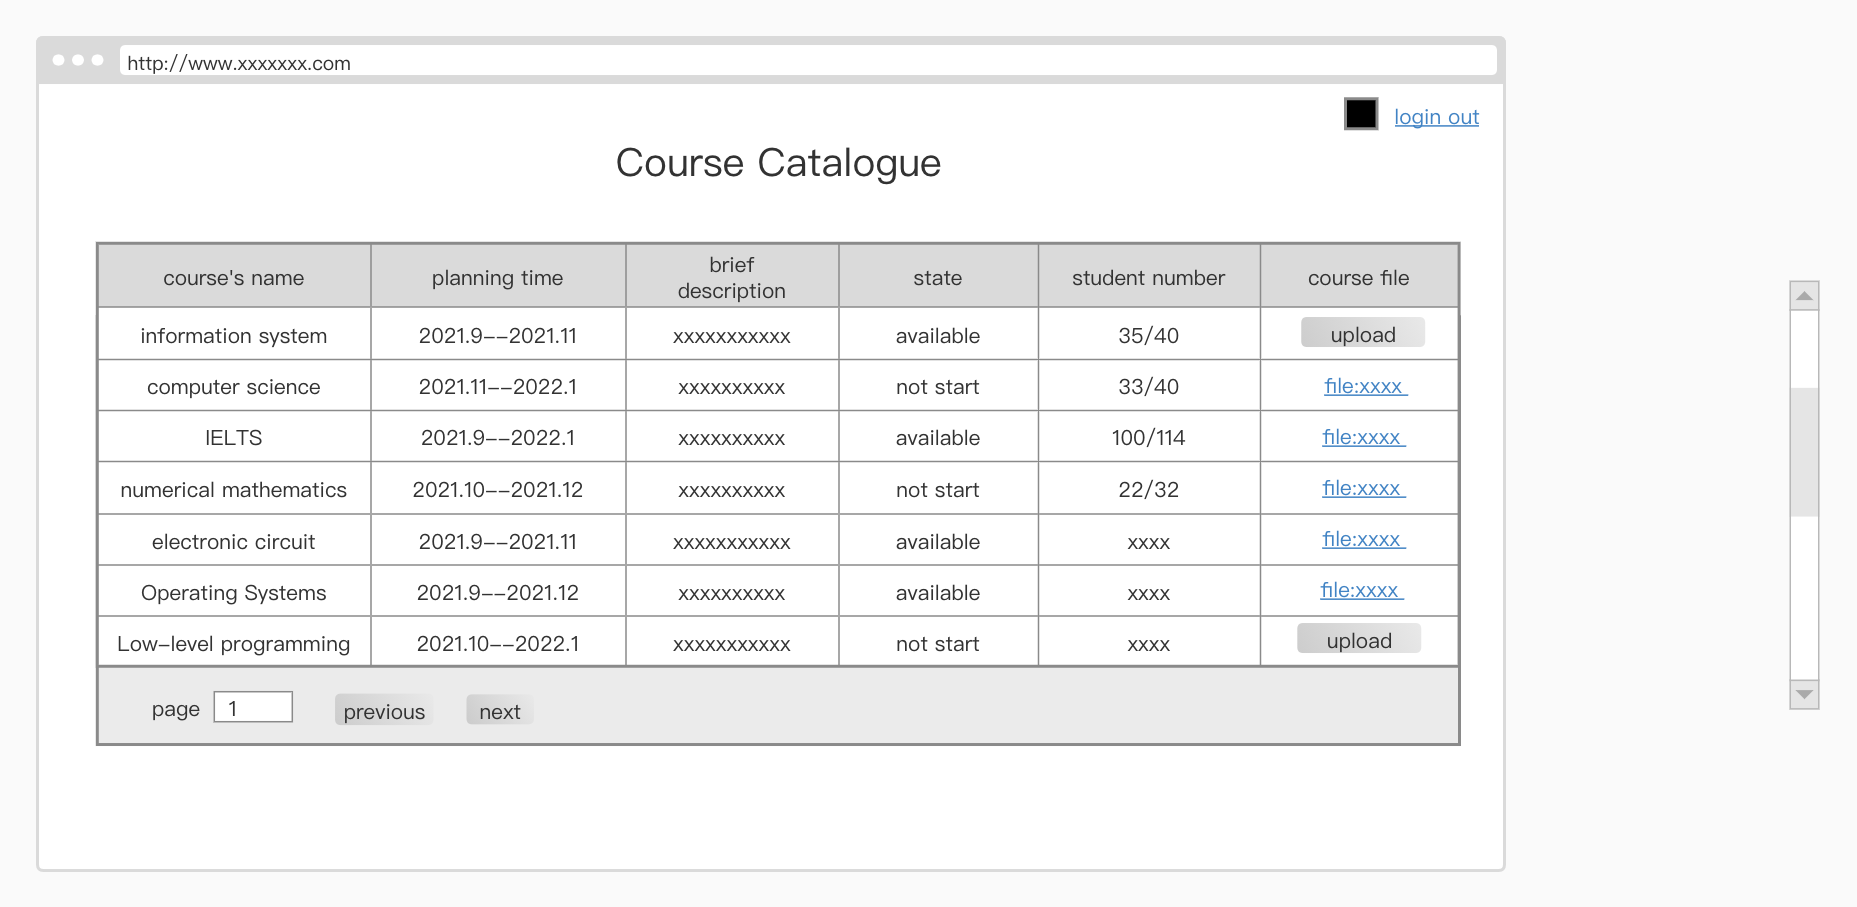 http://www.xxxxxxx.com
login out
Course Catalogue
course's name planning time brief description state student number course file
information system 2021.9--2021.11 xxxxxxxxxxx available 35/40 upload
computer science 2021.11--2022.1 xxxxxxxxxx not start 33/40 file:xxxx
IELTS 2021.9--2022.1 xxxxxxxxxx available 100/114 file:xxxx
numerical mathematics 2021.10--2021.12 xxxxxxxxxx not start 22/32 file:xxxx
electronic circuit 2021.9--2021.11 xxxxxxxxxxx available xxxx file:xxxx
Operating Systems 2021.9--2021.12 xxxxxxxxxx available xxxx file:xxxx
Low-level programming 2021.10--2022.1 xxxxxxxxxxx not start xxxx upload
page 1 previous next